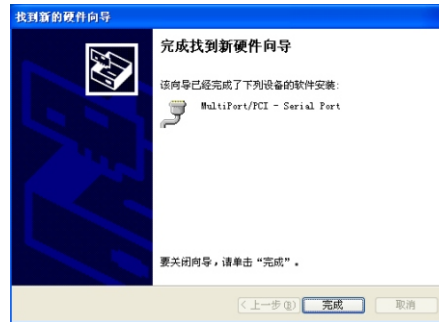 找到新的硬件向导
完成找到新硬件向导
该向导已经完成了下列设备的软件安装:
MultiPort/PCI - Serial Port
要关闭向导,请单击“完成”。
< 上一步(B)
完成
取消